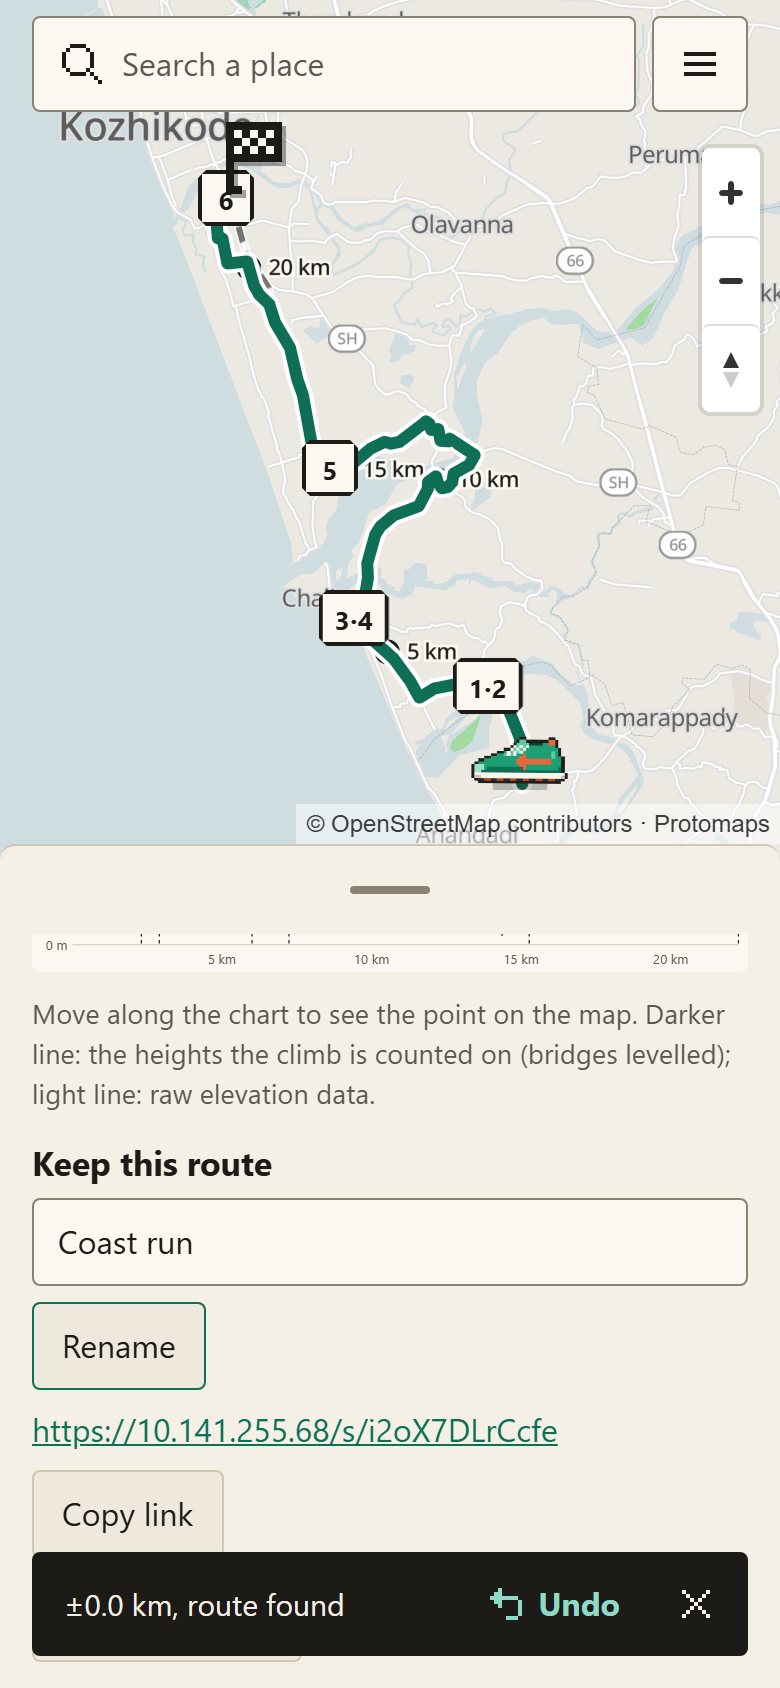 Search a place
Kozhikode
Peruma
6
Olavanna
66
20 km
kk
SH
5
15 km
10 km
SH
66
Cha
3·4
5 km
1·2
Komarappady
© OpenStreetMap contributors · Protomaps
Anangadi
0 m
5 km
10 km
15 km
20 km
Move along the chart to see the point on the map. Darker
line: the heights the climb is counted on (bridges levelled);
light line: raw elevation data.
Keep this route
Coast run
Rename
https://10.141.255.68/s/i2oX7DLrCcfe
Copy link
±0.0 km, route found
Undo